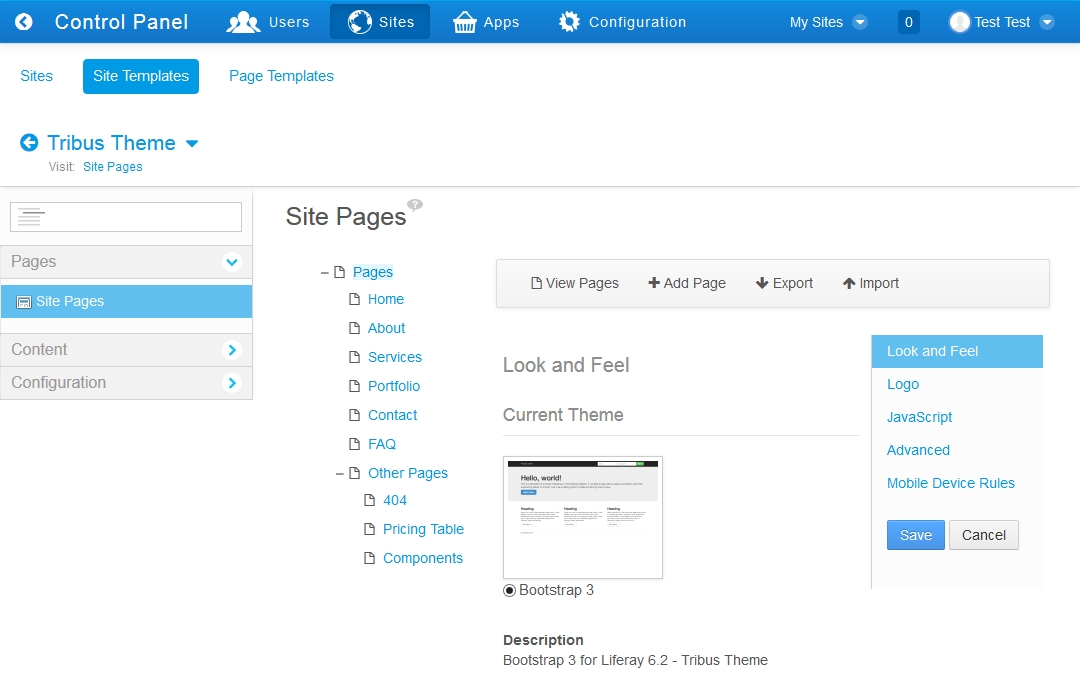 Control Panel Users Sites Apps Configuration My Sites 0 Test Test
Sites Site Templates Page Templates
Tribus Theme
Visit: Site Pages
Site Pages ?
Pages
Site Pages
Content
Configuration
Pages
Home
About
Services
Portfolio
Contact
FAQ
Other Pages
404
Pricing Table
Components
View Pages Add Page Export Import
Look and Feel
Current Theme
Hello, world!
Heading Heading Heading
Bootstrap 3
Description
Bootstrap 3 for Liferay 6.2 - Tribus Theme
Look and Feel
Logo
JavaScript
Advanced
Mobile Device Rules
Save Cancel